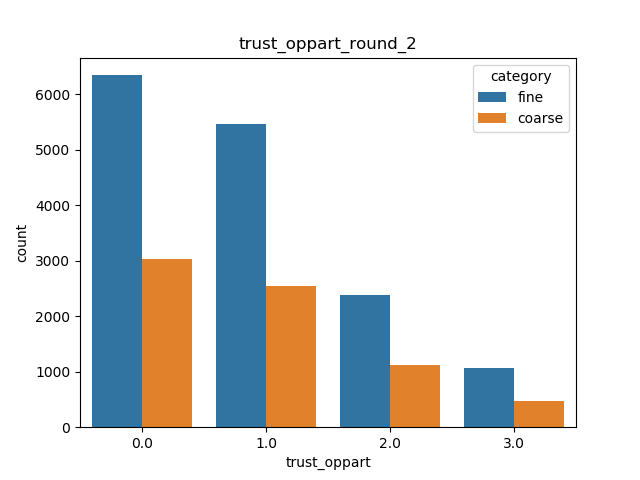 trust_oppart_round_2
category
fine
coarse
count
6000
5000
4000
3000
2000
1000
0
0.0 1.0 2.0 3.0
trust_oppart